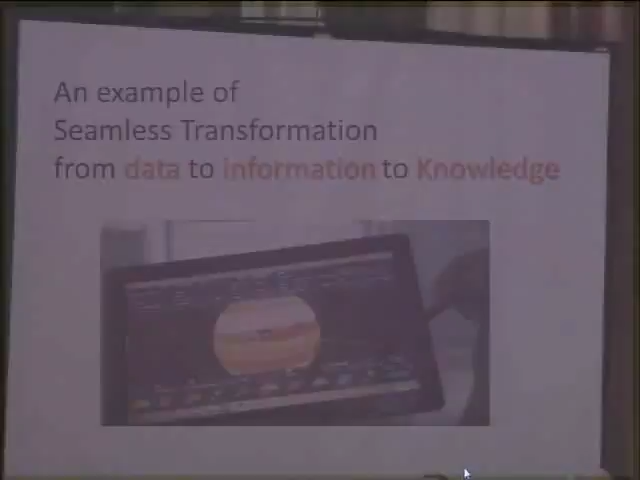 An example of
Seamless Transformation
from data to information to Knowledge